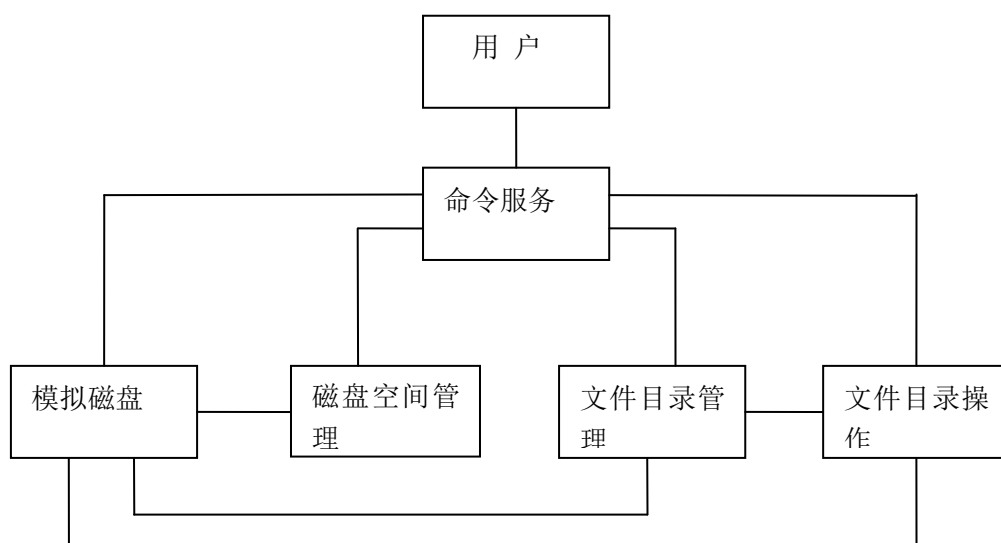 用 户
命令服务
模拟磁盘
磁盘空间管
理
文件目录管
理
文件目录操
作